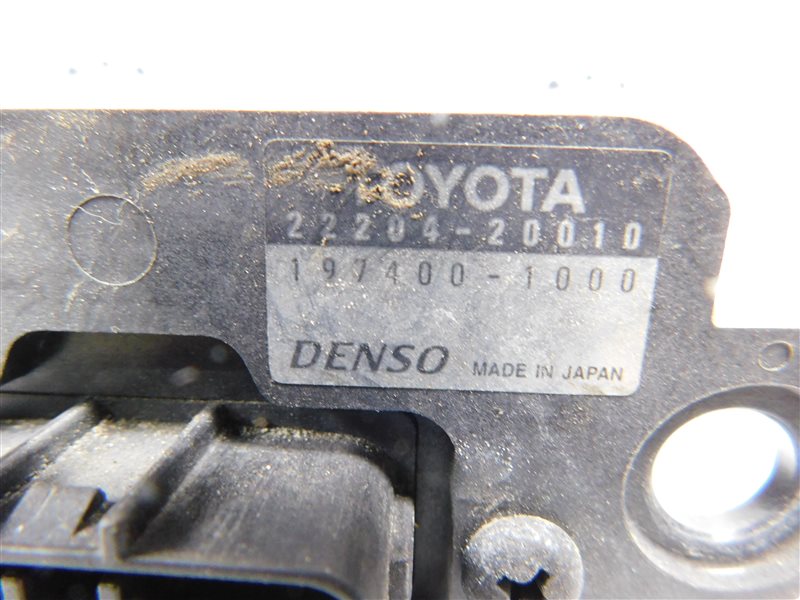 TOYOTA
22204-20010
197400-1000
DENSO MADE IN JAPAN